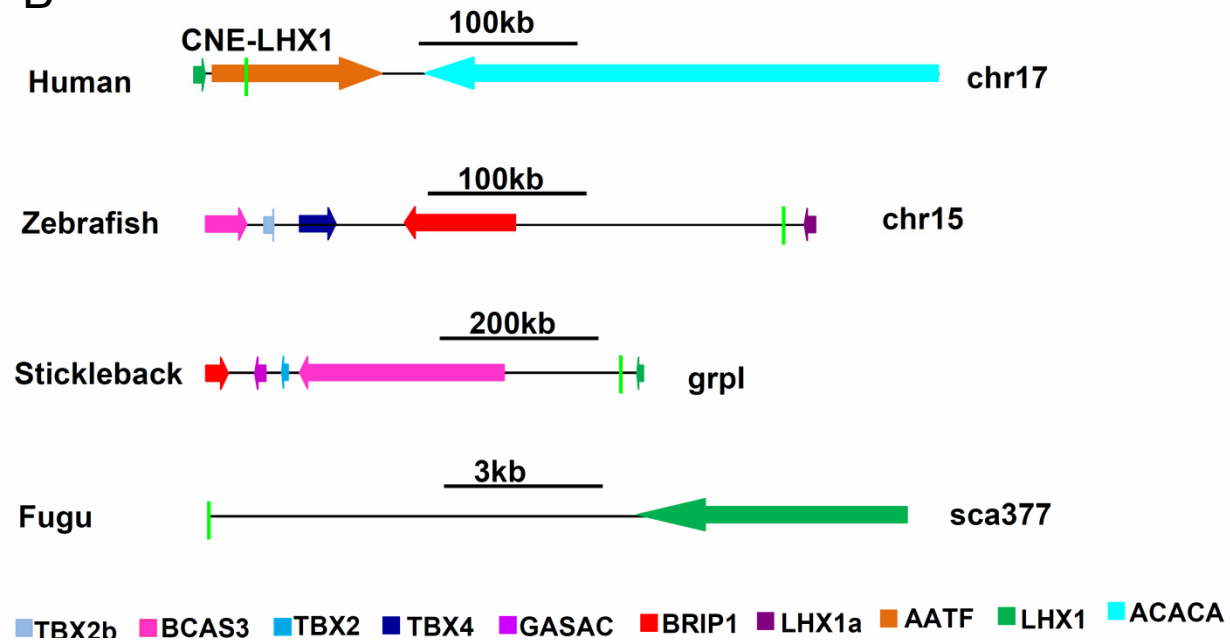 B
100kb
CNE-LHX1
Human
chr17
100kb
Zebrafish
chr15
200kb
Stickleback
grpI
3kb
Fugu
sca377
TBX2b BCAS3 TBX2 TBX4 GASAC BRIP1 LHX1a AATF LHX1 ACACA